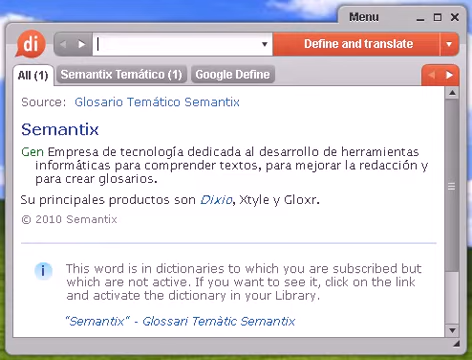 Menu
di
Define and translate
All (1) Semantix Temático (1) Google Define
Source: Glosario Temático Semantix
Semantix
Gen Empresa de tecnología dedicada al desarrollo de herramientas
informáticas para comprender textos, para mejorar la redacción y
para crear glosarios.
Su principales producto son Dixio, Xtyle y Gloxr.
© 2010 Semantix
i
This word is in dictionaries to which you are subscribed but
which are not active. If you want to see it, click on the link
and activate the dictionary in your Library.
"Semantix" - Glossari Temàtic Semantix